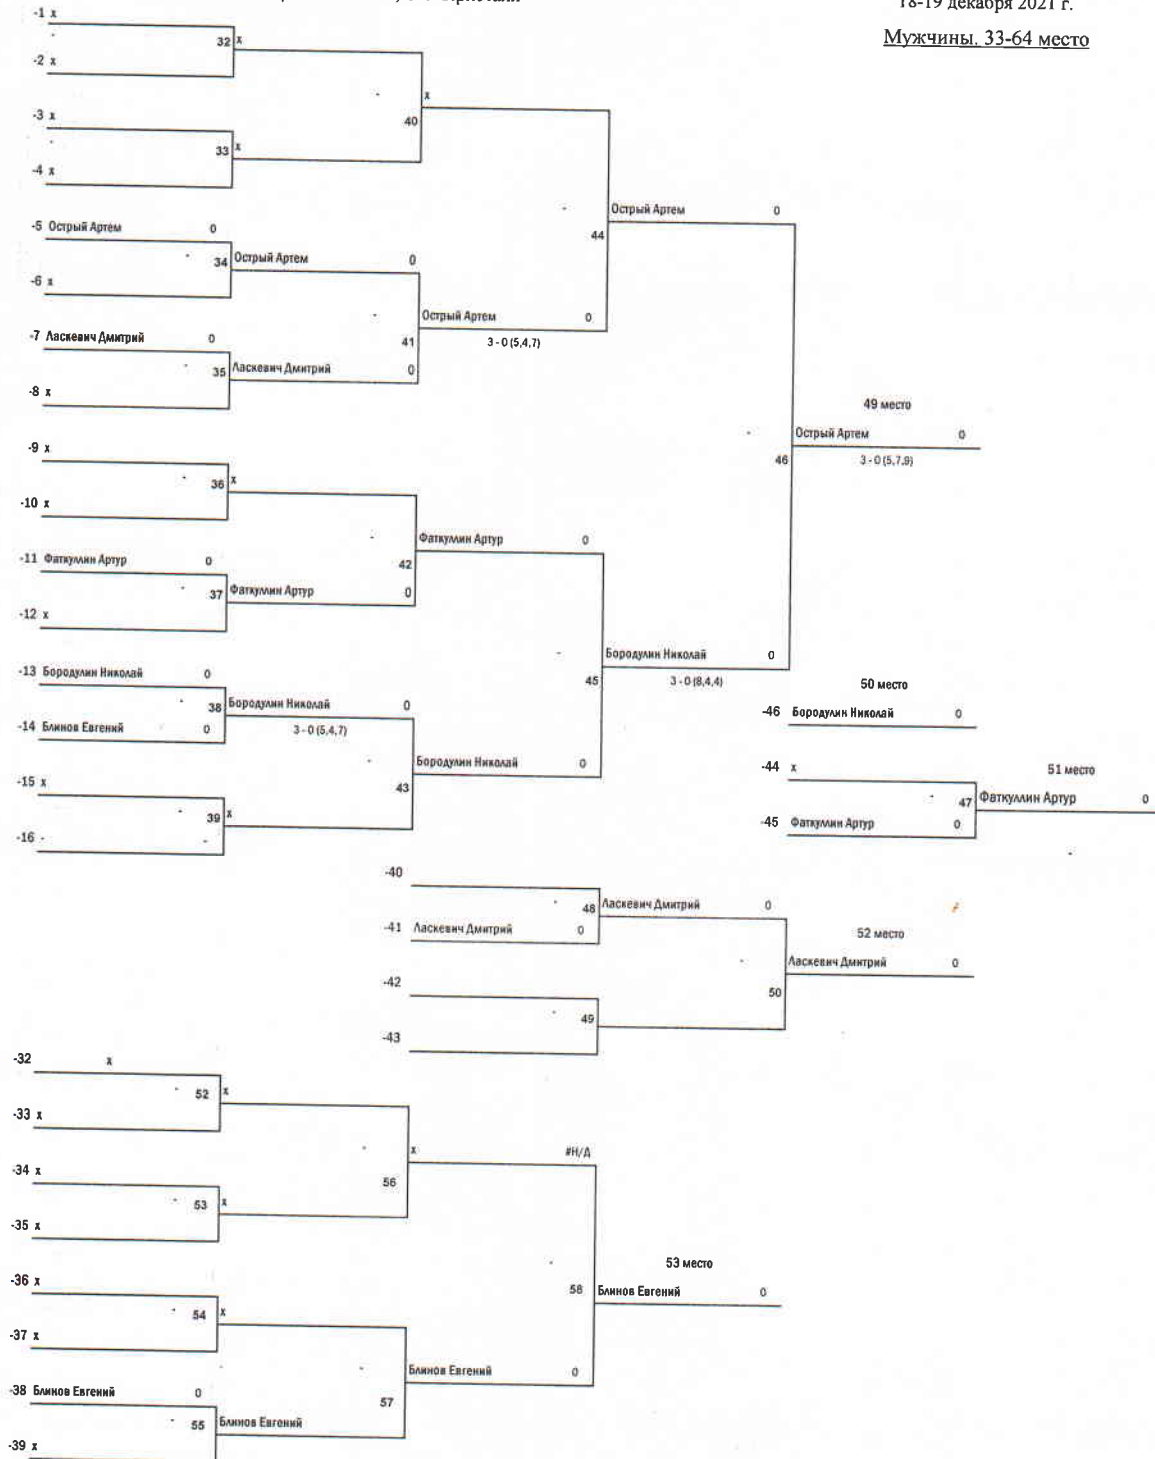 18-19 декабря 2021 г.
Мужчины. 33-64 место
-1 x
32 x
-2 x
x
40
-3 x
33 x
-4 x
Острый Артем 0
44
-5 Острый Артем 0
34 Острый Артем 0
-6 x
Острый Артем 0
41 3 - 0 (5,4,7)
-7 Ласкевич Дмитрий 0
35 Ласкевич Дмитрий 0
-8 x
49 место
Острый Артем 0
46 3 - 0 (5,7,9)
-9 x
36 x
-10 x
Фаткуллин Артур 0
42
-11 Фаткуллин Артур 0
37 Фаткуллин Артур 0
-12 x
Бородулин Николай 0
45 3 - 0 (8,4,4)
-13 Бородулин Николай 0
38 Бородулин Николай 0
-14 Блинов Евгений 0 3 - 0 (5,4,7)
50 место
-46 Бородулин Николай 0
Бородулин Николай 0
43
-15 x
39 x
-16 -
-44 x
51 место
47 Фаткуллин Артур 0
-45 Фаткуллин Артур 0
-40
48 Ласкевич Дмитрий 0
-41 Ласкевич Дмитрий 0
52 место
Ласкевич Дмитрий 0
50
-42
49
-43
-32 x
52 x
-33 x
x #Н/Д
56
-34 x
53 x
-35 x
53 место
58 Блинов Евгений 0
-36 x
54 x
-37 x
Блинов Евгений 0
57
-38 Блинов Евгений 0
55 Блинов Евгений
-39 x